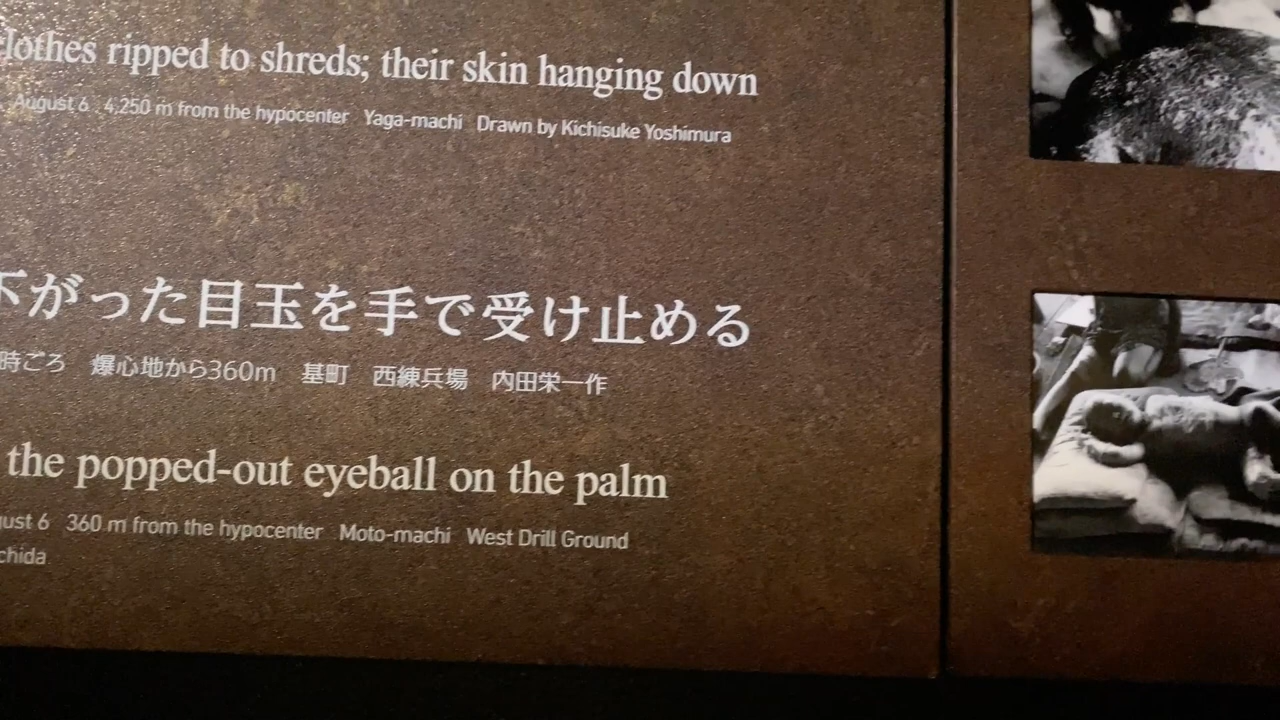 clothes ripped to shreds; their skin hanging down
August 6 4,250 m from the hypocenter Yaga-machi Drawn by Kichisuke Yoshimura
下がった目玉を手で受け止める
時ごろ 爆心地から360m 基町 西練兵場 内田栄一作
the popped-out eyeball on the palm
ust 6 360 m from the hypocenter Moto-machi West Drill Ground
chida